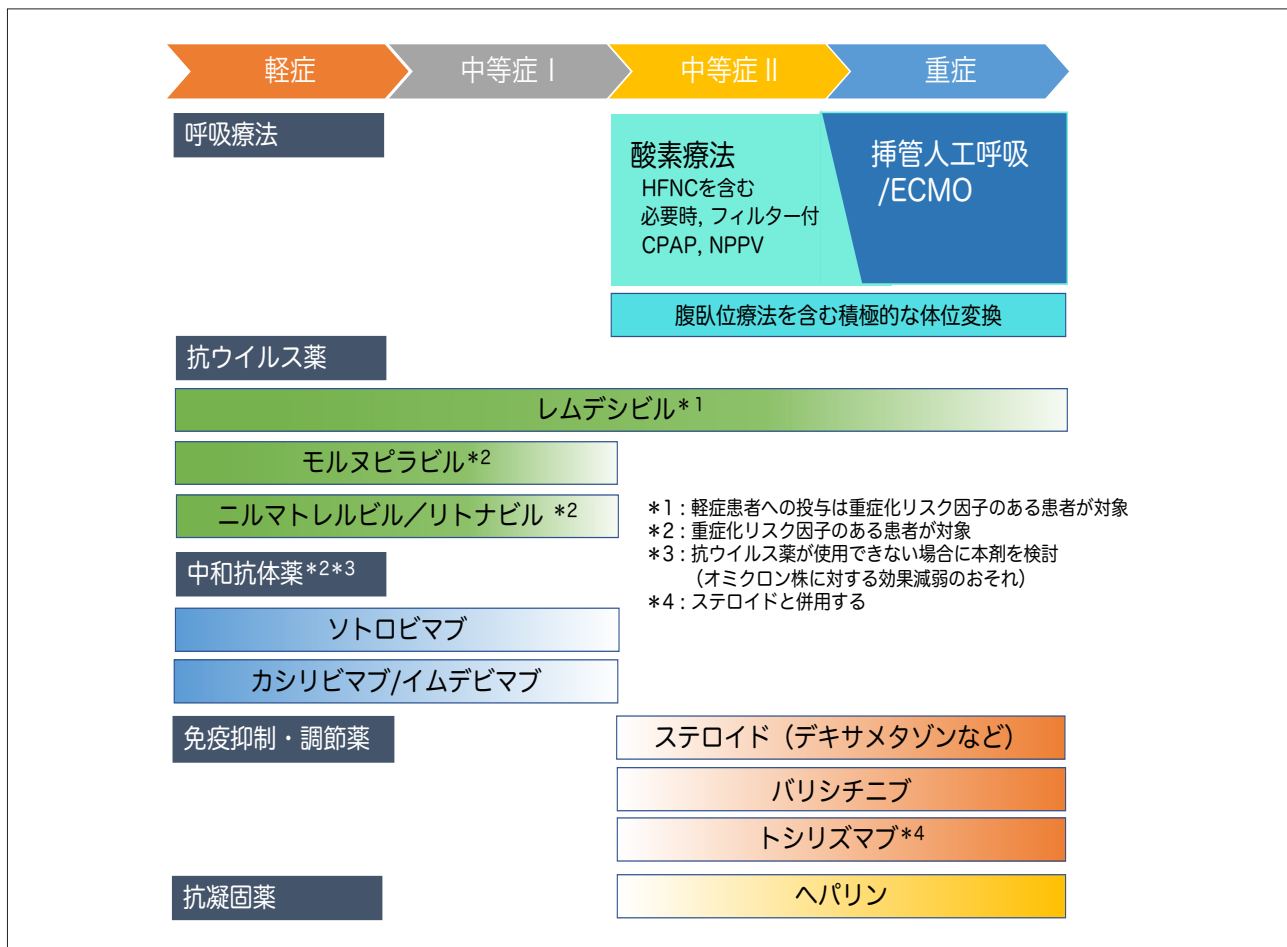 軽症
中等症Ⅰ
中等症Ⅱ
重症
呼吸療法
酸素療法
HFNCを含む
必要時, フィルター付
CPAP, NPPV
挿管人工呼吸
/ECMO
腹臥位療法を含む積極的な体位変換
抗ウイルス薬
レムデシビル*1
モルヌピラビル*2
ニルマトレルビル／リトナビル *2
*1：軽症患者への投与は重症化リスク因子のある患者が対象
*2：重症化リスク因子のある患者が対象
*3：抗ウイルス薬が使用できない場合に本剤を検討
（オミクロン株に対する効果減弱のおそれ）
*4：ステロイドと併用する
中和抗体薬*2*3
ソトロビマブ
カシリビマブ/イムデビマブ
免疫抑制・調節薬
ステロイド（デキサメタゾンなど）
バリシチニブ
トシリズマブ*4
抗凝固薬
ヘパリン